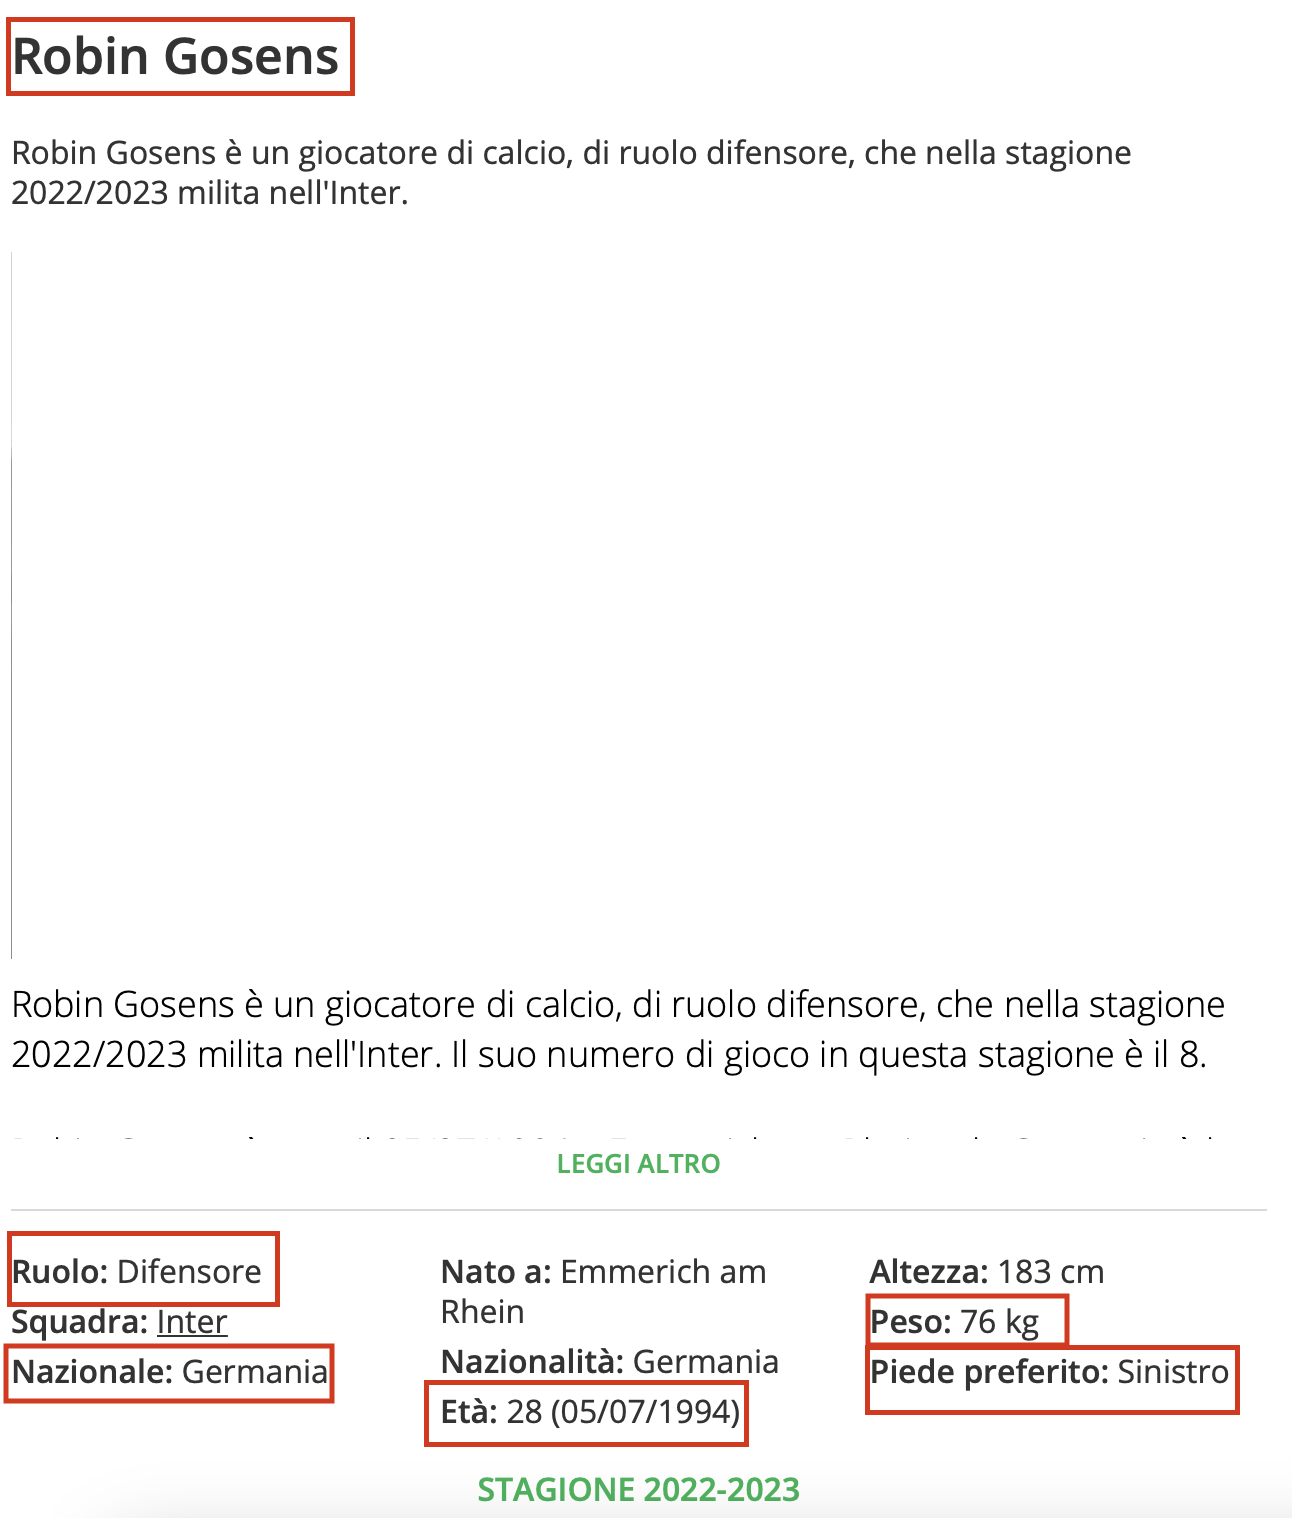 Robin Gosens
Robin Gosens è un giocatore di calcio, di ruolo difensore, che nella stagione
2022/2023 milita nell'Inter.
Robin Gosens è un giocatore di calcio, di ruolo difensore, che nella stagione
2022/2023 milita nell'Inter. Il suo numero di gioco in questa stagione è il 8.
LEGGI ALTRO
Ruolo: Difensore
Squadra: Inter
Nazionale: Germania
Nato a: Emmerich am
Rhein
Nazionalità: Germania
Età: 28 (05/07/1994)
Altezza: 183 cm
Peso: 76 kg
Piede preferito: Sinistro
STAGIONE 2022-2023